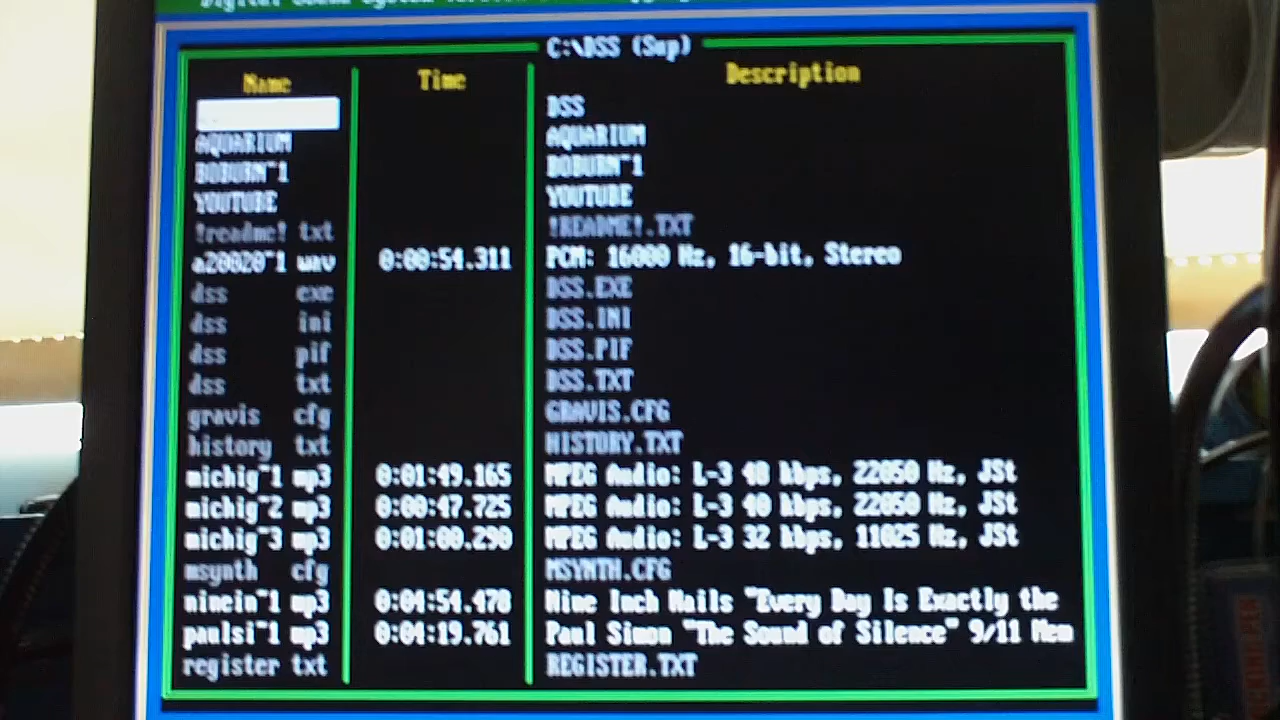 Digital Sound System
C:\DSS (Sup)
Name Time Description
.. DSS
AQUARIUM AQUARIUM
BOBURN~1 BOBURN~1
YOUTUBE YOUTUBE
!readme! txt !README!.TXT
a20020~1 wav 0:00:54.311 PCM: 16000 Hz, 16-bit, Stereo
dss exe DSS.EXE
dss ini DSS.INI
dss pif DSS.PIF
dss txt DSS.TXT
gravis cfg GRAVIS.CFG
history txt HISTORY.TXT
michig~1 mp3 0:01:49.165 MPEG Audio: L-3 48 kbps, 22050 Hz, JSt
michig~2 mp3 0:00:47.725 MPEG Audio: L-3 40 kbps, 22050 Hz, JSt
michig~3 mp3 0:01:00.290 MPEG Audio: L-3 32 kbps, 11025 Hz, JSt
msynth cfg MSYNTH.CFG
ninein~1 mp3 0:04:54.478 Nine Inch Nails "Every Day Is Exactly the
paulsi~1 mp3 0:04:19.761 Paul Simon "The Sound of Silence" 9/11 Mem
register txt REGISTER.TXT